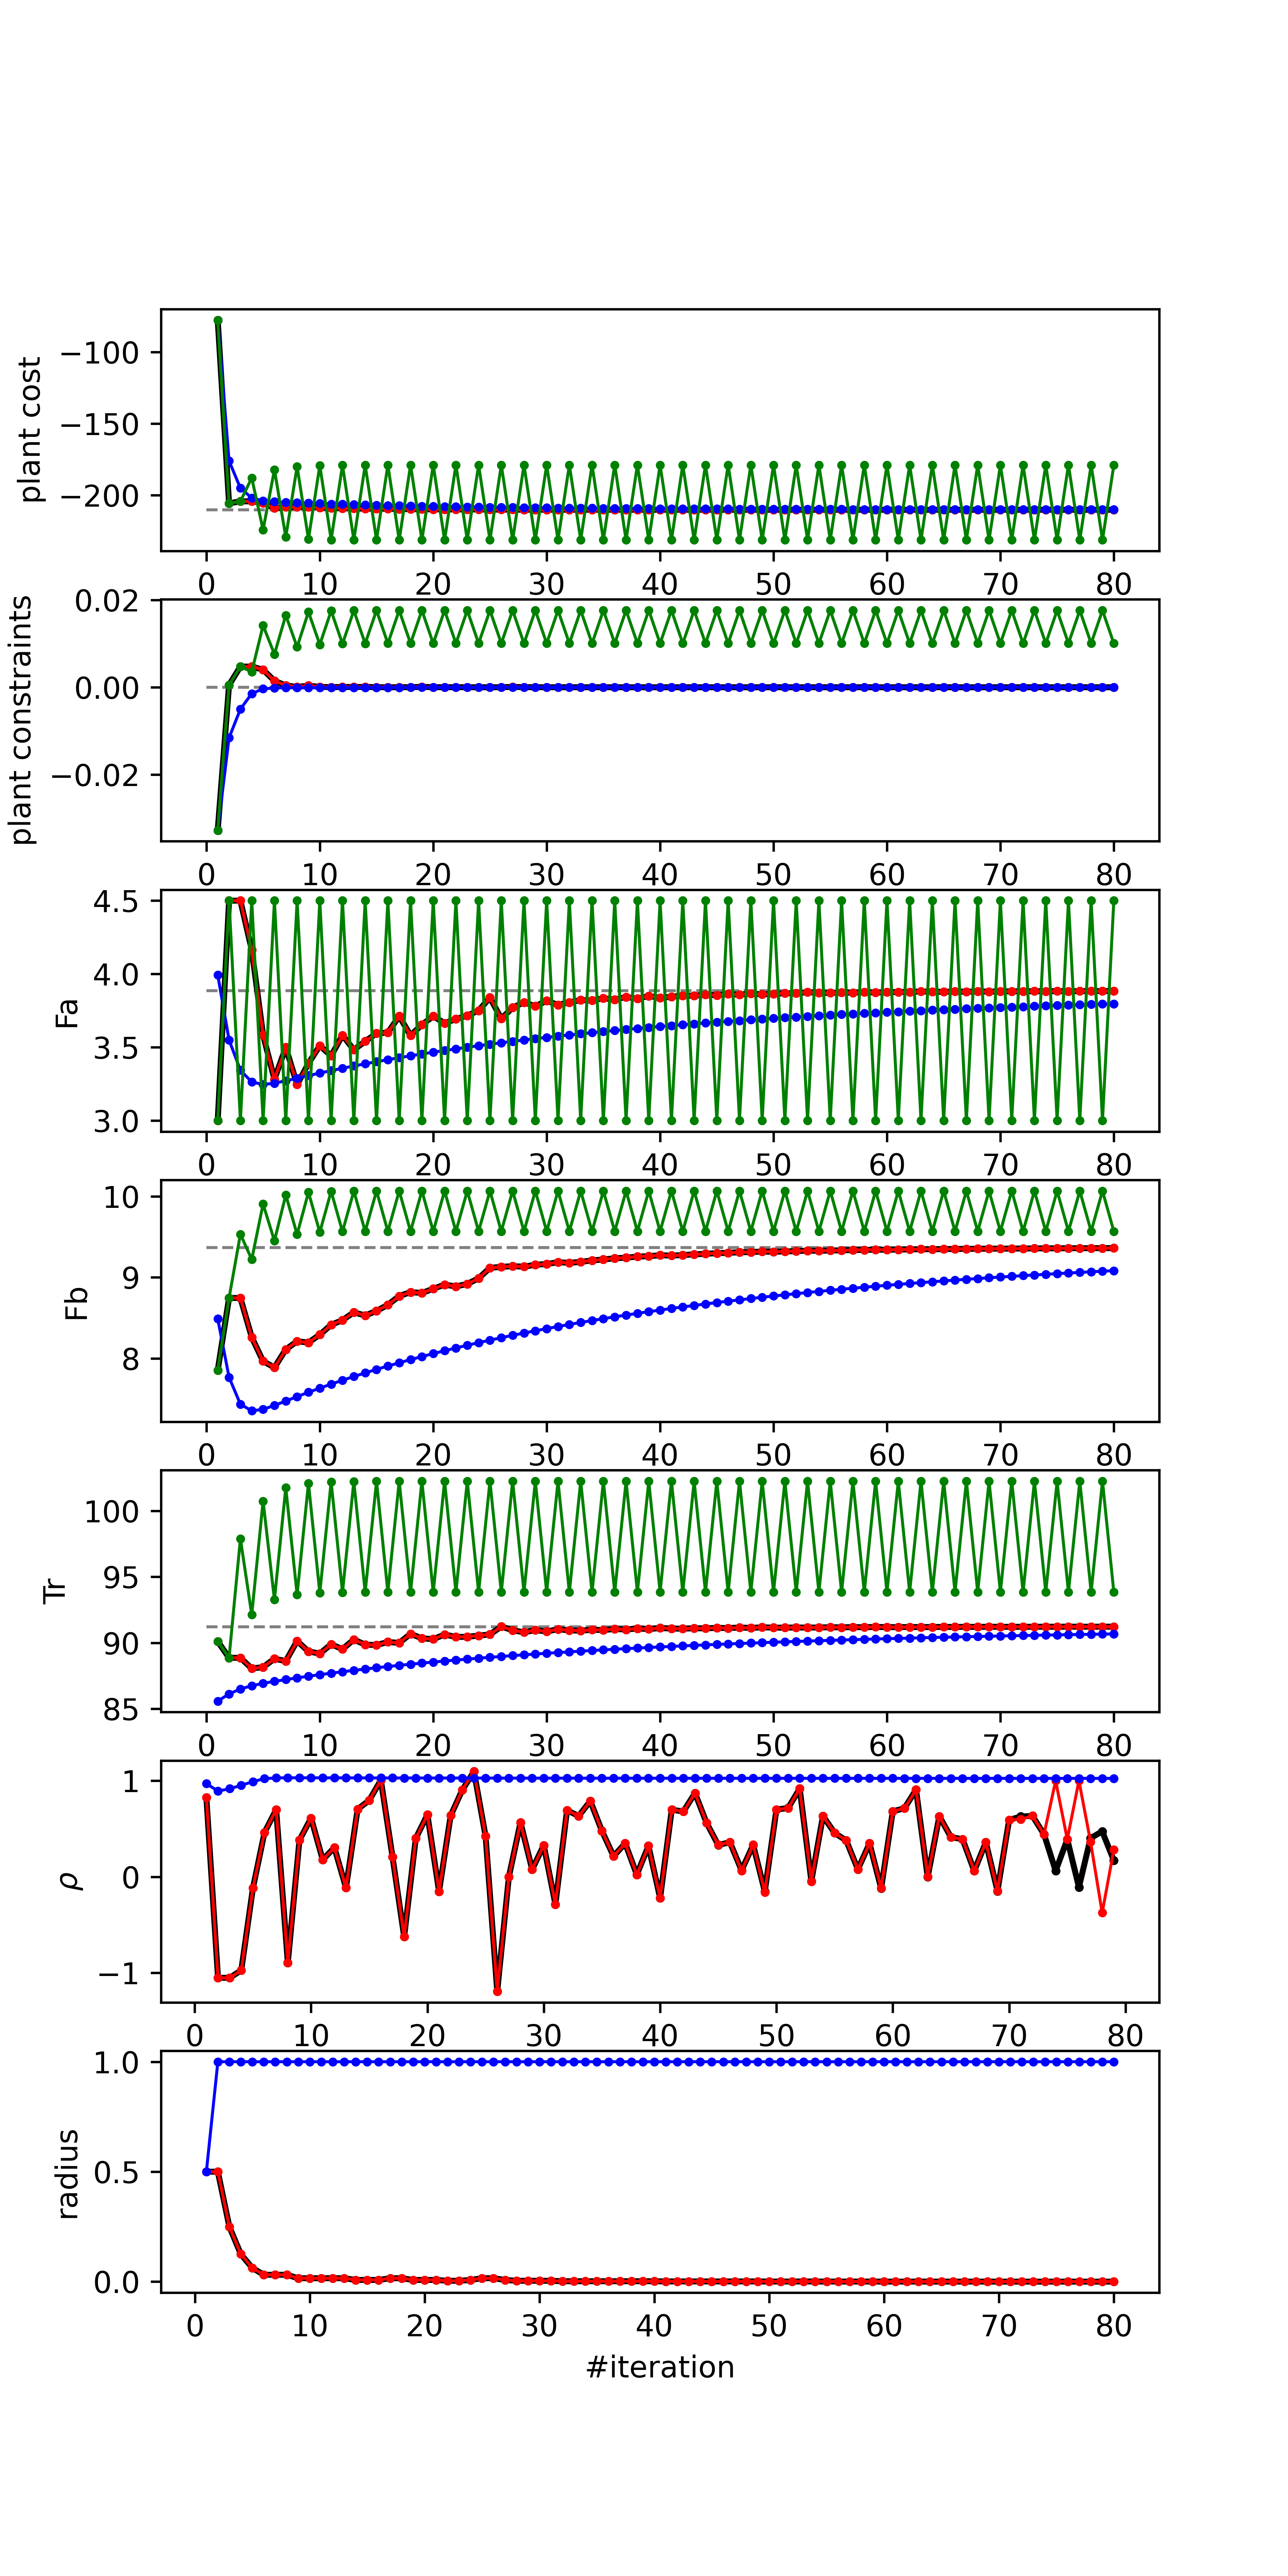 plant cost
−100
−150
−200
0 10 20 30 40 50 60 70 80
plant constraints
0.02
0.00
−0.02
0 10 20 30 40 50 60 70 80
Fa
4.5
4.0
3.5
3.0
0 10 20 30 40 50 60 70 80
Fb
10
9
8
0 10 20 30 40 50 60 70 80
Tr
100
95
90
85
0 10 20 30 40 50 60 70 80
ρ
1
0
−1
0 10 20 30 40 50 60 70 80
radius
1.0
0.5
0.0
0 10 20 30 40 50 60 70 80
#iteration